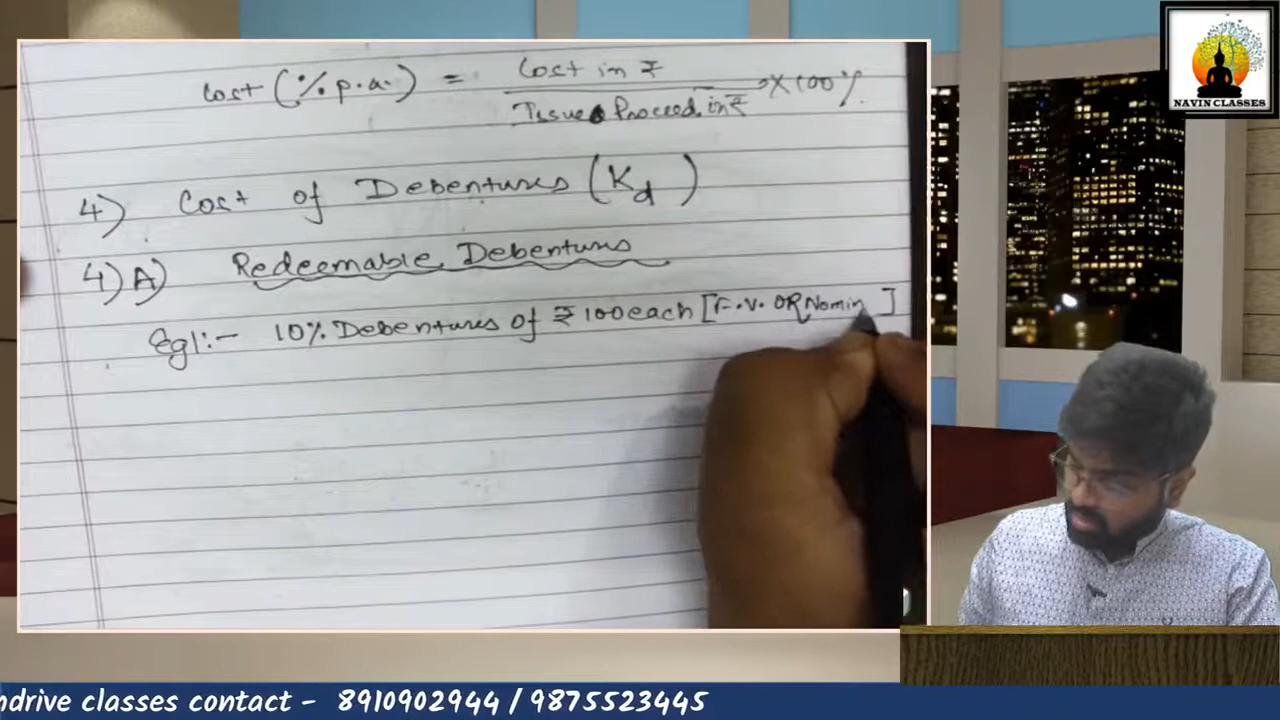 Cost (% p.a.) = Cost in ₹ / Issue Proceed in ₹ × 100%
4) Cost of Debentures (Kd)
4) A) Redeemable Debentures
Eg1:- 10% Debentures of ₹100 each [F.V. OR Nomin ]
NAVIN CLASSES
ndrive classes contact - 8910902944 / 9875523445